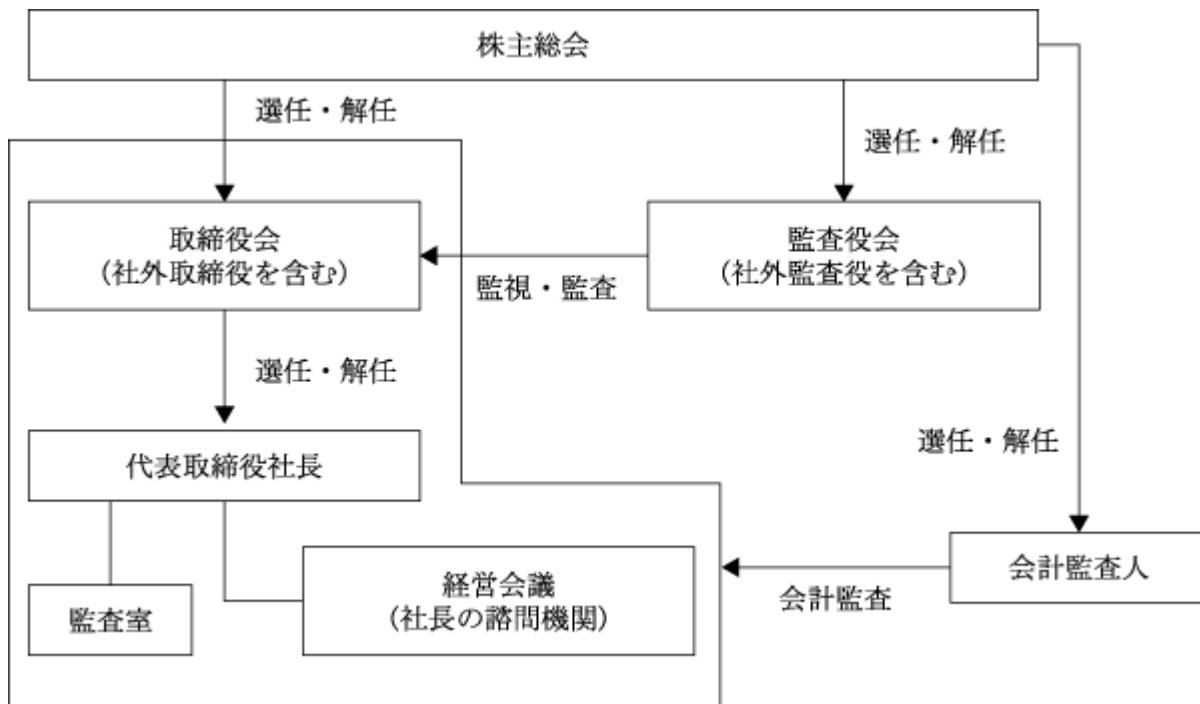 株主総会
選任・解任
選任・解任
取締役会
(社外取締役を含む)
監査役会
(社外監査役を含む)
監視・監査
選任・解任
代表取締役社長
選任・解任
監査室
経営会議
(社長の諮問機関)
会計監査人
会計監査